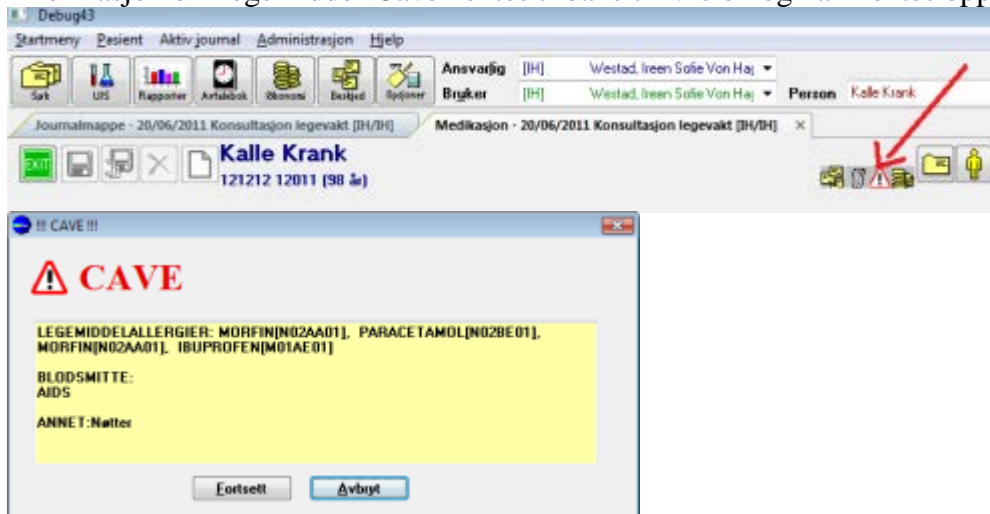 Debug43
Startmeny Pasient Aktiv journal Administrasjon Hjelp
Søk LIS Rapporter Avtalebok Økonomi Beskjed Opsjoner
Ansvarlig [IH] Westad, Ireen Sofie Von Haj
Bruker [IH] Westad, Ireen Sofie Von Haj Person Kalle Krank
Journalmappe - 20/06/2011 Konsultasjon legevakt [IH/IH] Medikasjon - 20/06/2011 Konsultasjon legevakt [IH/IH]
EXIT Kalle Krank
121212 12011 (98 år)
!!! CAVE !!!
CAVE
LEGEMIDDELALLERGIER: MORFIN[N02AA01], PARACETAMOL[N02BE01],
MORFIN[N02AA01], IBUPROFEN[M01AE01]
BLODSMITTE:
AIDS
ANNET:Nøtter
Fortsett Avbryt